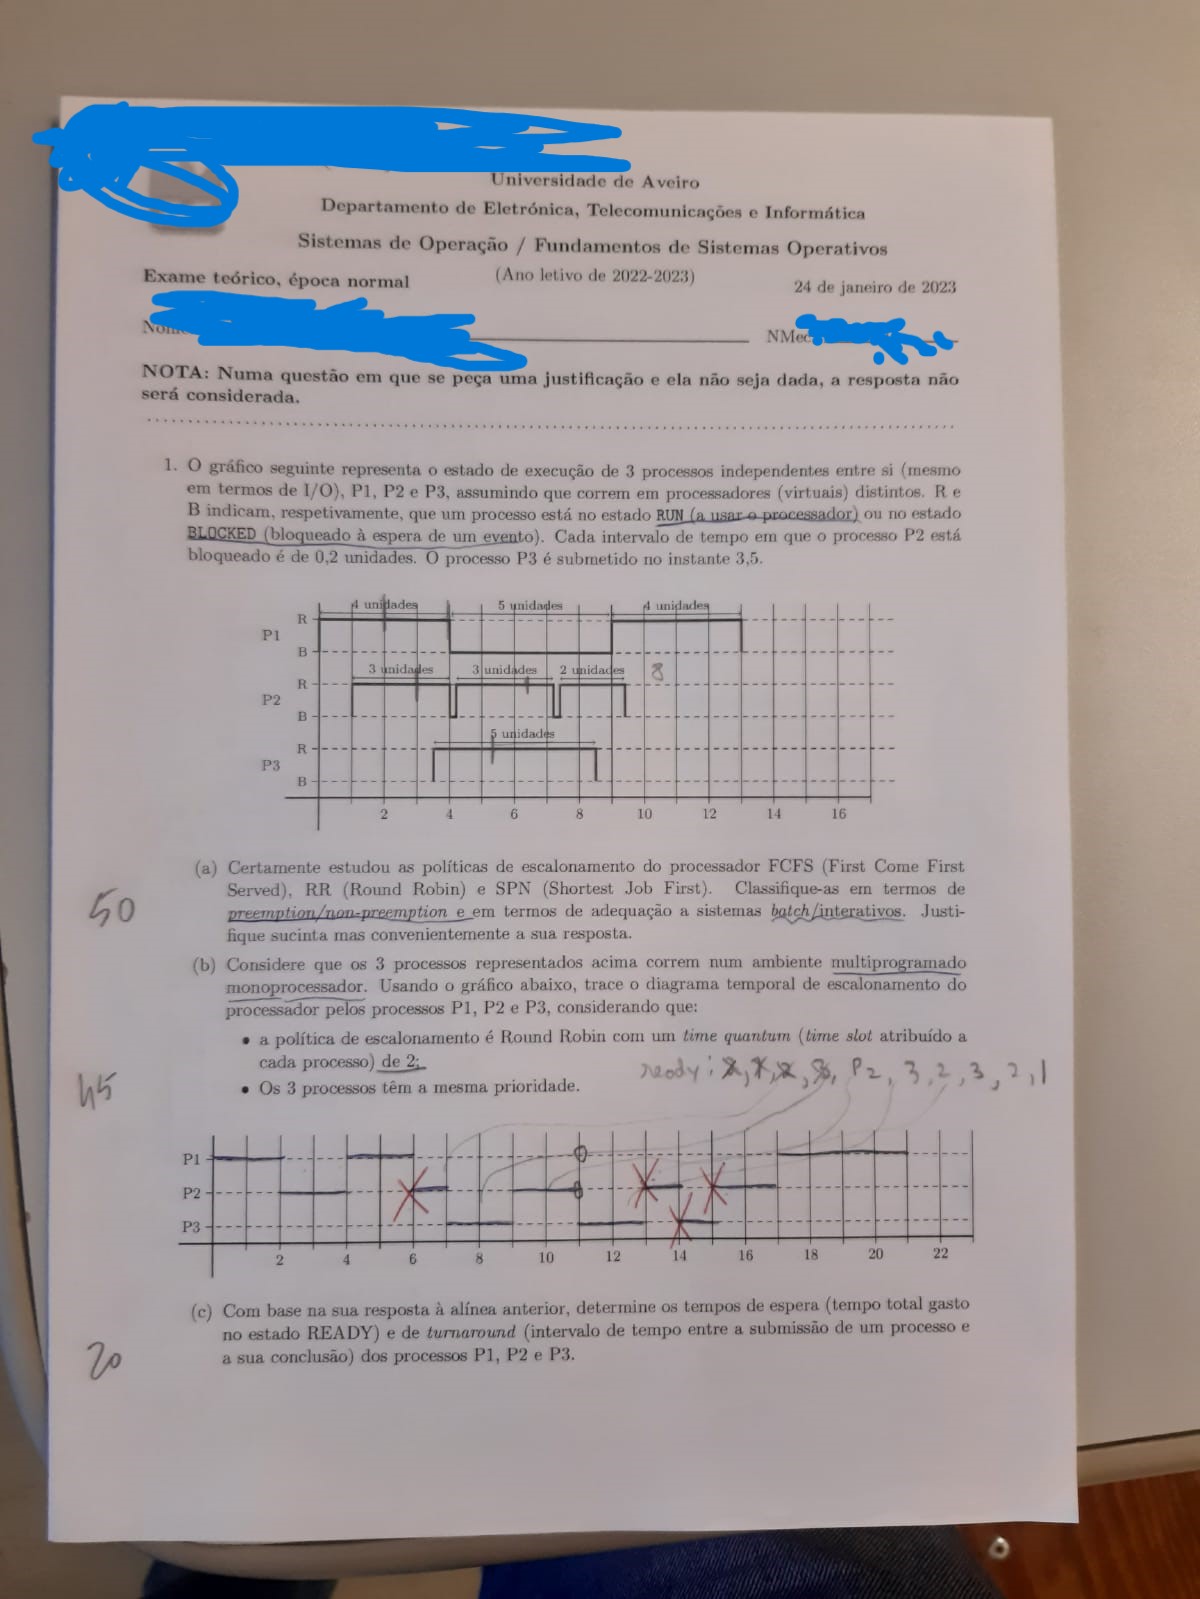 Universidade de Aveiro
Departamento de Eletrónica, Telecomunicações e Informática
Sistemas de Operação / Fundamentos de Sistemas Operativos
Exame teórico, época normal (Ano letivo de 2022-2023) 24 de janeiro de 2023
NMec
NOTA: Numa questão em que se peça uma justificação e ela não seja dada, a resposta não
será considerada.
1. O gráfico seguinte representa o estado de execução de 3 processos independentes entre si (mesmo
em termos de I/O), P1, P2 e P3, assumindo que correm em processadores (virtuais) distintos. R e
B indicam, respetivamente, que um processo está no estado RUN (a usar o processador) ou no estado
BLOCKED (bloqueado à espera de um evento). Cada intervalo de tempo em que o processo P2 está
bloqueado é de 0,2 unidades. O processo P3 é submetido no instante 3,5.
4 unidades 5 unidades 4 unidades
R
P1
B
3 unidades 3 unidades 2 unidades 8
R
P2
B
5 unidades
R
P3
B
2 4 6 8 10 12 14 16
(a) Certamente estudou as políticas de escalonamento do processador FCFS (First Come First
Served), RR (Round Robin) e SPN (Shortest Job First). Classifique-as em termos de
50
preemption/non-preemption e em termos de adequação a sistemas batch/interativos. Justi-
fique sucinta mas convenientemente a sua resposta.
(b) Considere que os 3 processos representados acima correm num ambiente multiprogramado
monoprocessador. Usando o gráfico abaixo, trace o diagrama temporal de escalonamento do
processador pelos processos P1, P2 e P3, considerando que:
• a política de escalonamento é Round Robin com um time quantum (time slot atribuído a
cada processo) de 2;
ready: P2, 3, 2, 3, 2, 1
45
• Os 3 processos têm a mesma prioridade.
P1
P2
P3
2 4 6 8 10 12 14 16 18 20 22
(c) Com base na sua resposta à alínea anterior, determine os tempos de espera (tempo total gasto
no estado READY) e de turnaround (intervalo de tempo entre a submissão de um processo e
20
a sua conclusão) dos processos P1, P2 e P3.